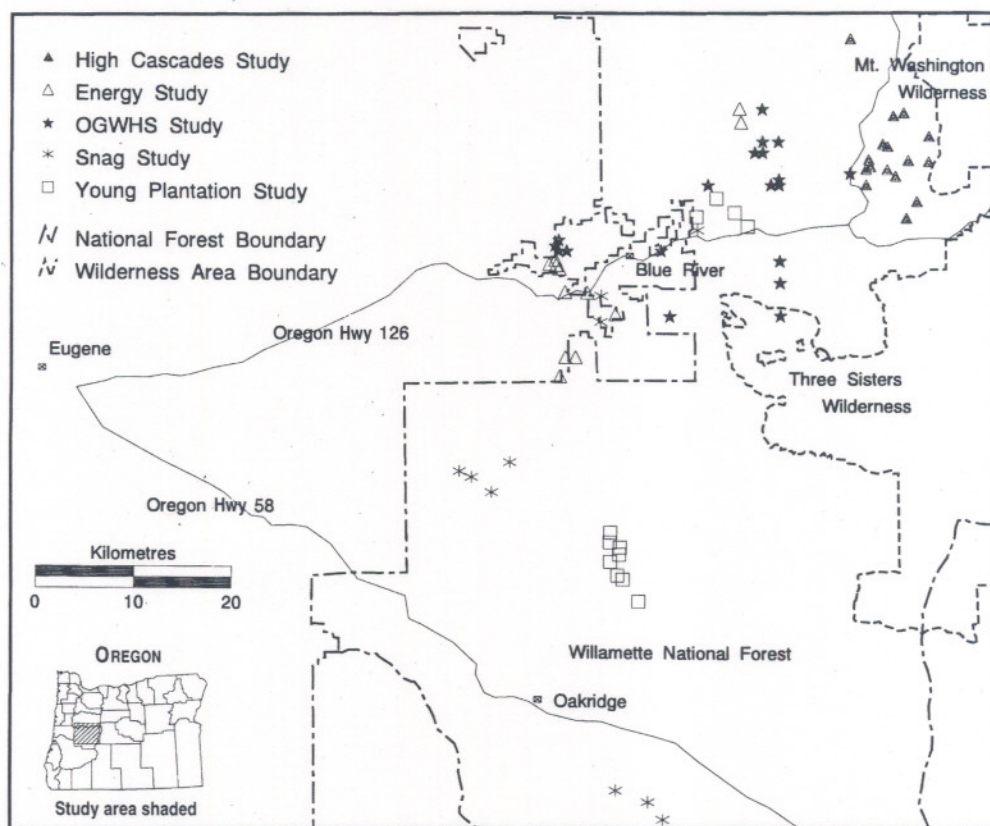 High Cascades Study
Energy Study
OGWHS Study
Snag Study
Young Plantation Study
National Forest Boundary
Wilderness Area Boundary
Mt. Washington
Wilderness
Blue River
Oregon Hwy 126
Eugene
Three Sisters
Wilderness
Oregon Hwy 58
Kilometres
0 10 20
Willamette National Forest
OREGON
Oakridge
Study area shaded